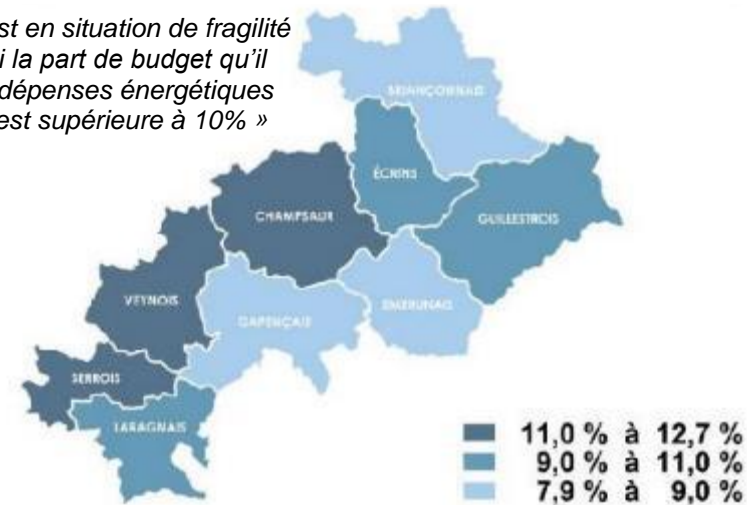 st en situation de fragilité
i la part de budget qu'il
dépenses énergétiques
est supérieure à 10% »
BRIANÇONNAIS
ÉCRINS
CHAMPSAUR
GUILLESTROIS
VEYNOIS
GAPENÇAIS
EMBRUNAIS
SERROIS
LARAGNAIS
11,0 % à 12,7 %
9,0 % à 11,0 %
7,9 % à 9,0 %